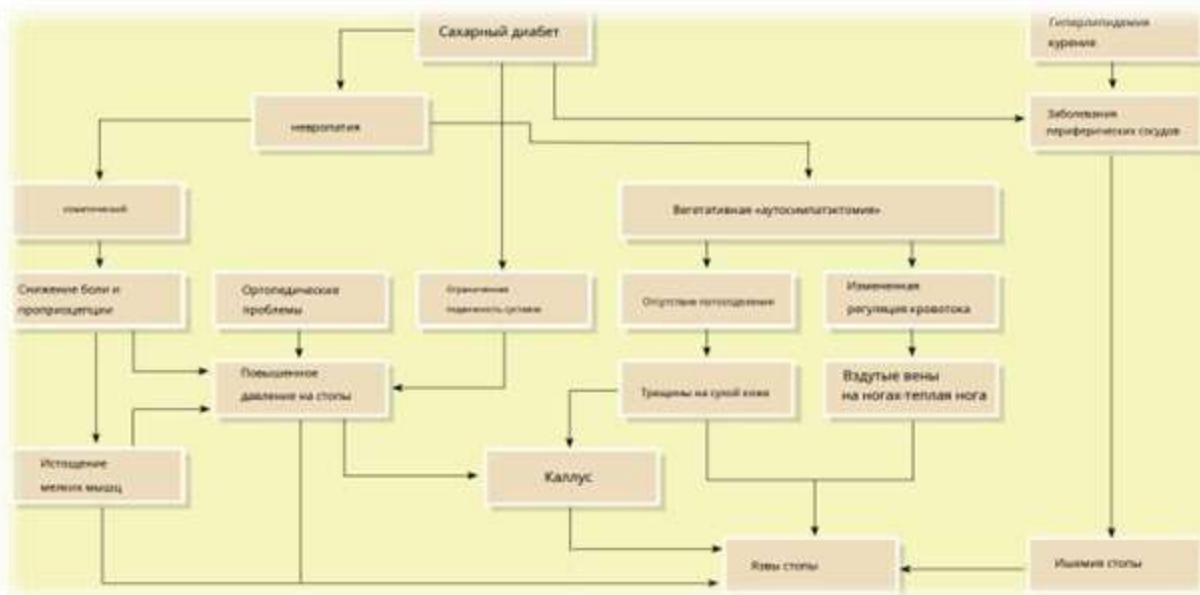 Сахарный диабет
Гиперлипидемия
курение
невропатия
Заболевания
периферических сосудов
Вегетативная «аутосимпатэктомия»
Снижение боли и
проприоцепции
Ортопедические
проблемы
Ограниченная
подвижность суставов
Отсутствие потоотделения
Измененная
регуляция кровотока
Повышенное
давление на стопы
Трещины на сухой коже
Вздутые вены
на ногах теплая нога
Истощение
мелких мышц
Каллус
Язвы стопы
Ишемия стопы